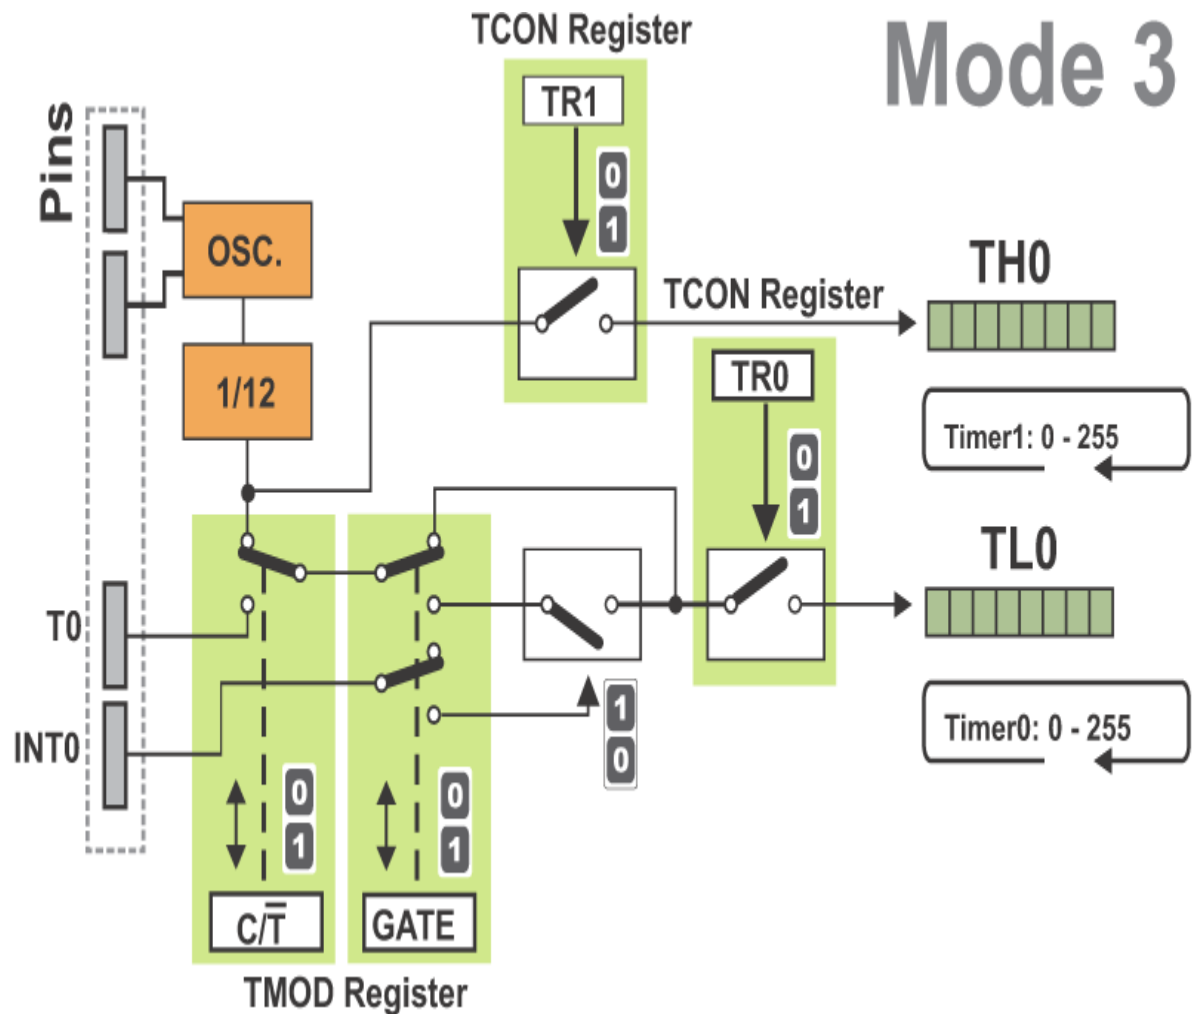 TCON Register
Mode 3
Pins
TR1
0
1
OSC.
TH0
TCON Register
1/12
TR0
0
1
Timer1: 0 - 255
TL0
T0
1
0
Timer0: 0 - 255
INT0
0
1
0
1
C/T̅
GATE
TMOD Register